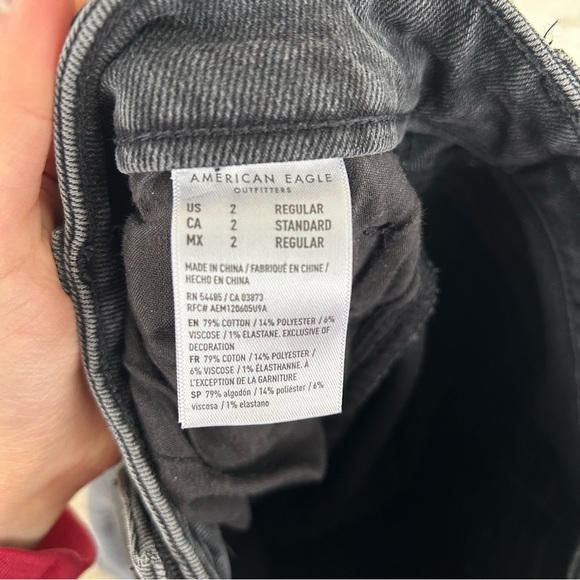 AMERICAN EAGLE
OUTFITTERS
US 2 REGULAR
CA 2 STANDARD
MX 2 REGULAR
MADE IN CHINA / FABRIQUÉ EN CHINE /
HECHO EN CHINA
RN 54485 / CA 03873
RFC# AEM120605U9A
EN 79% COTTON / 14% POLYESTER / 6%
VISCOSE / 1% ELASTANE. EXCLUSIVE OF
DECORATION
FR 79% COTON / 14% POLYESTER /
6% VISCOSE / 1% ÉLASTHANNE. À
L'EXCEPTION DE LA GARNITURE
SP 79% algodón / 14% poliéster / 6%
viscosa / 1% elastano